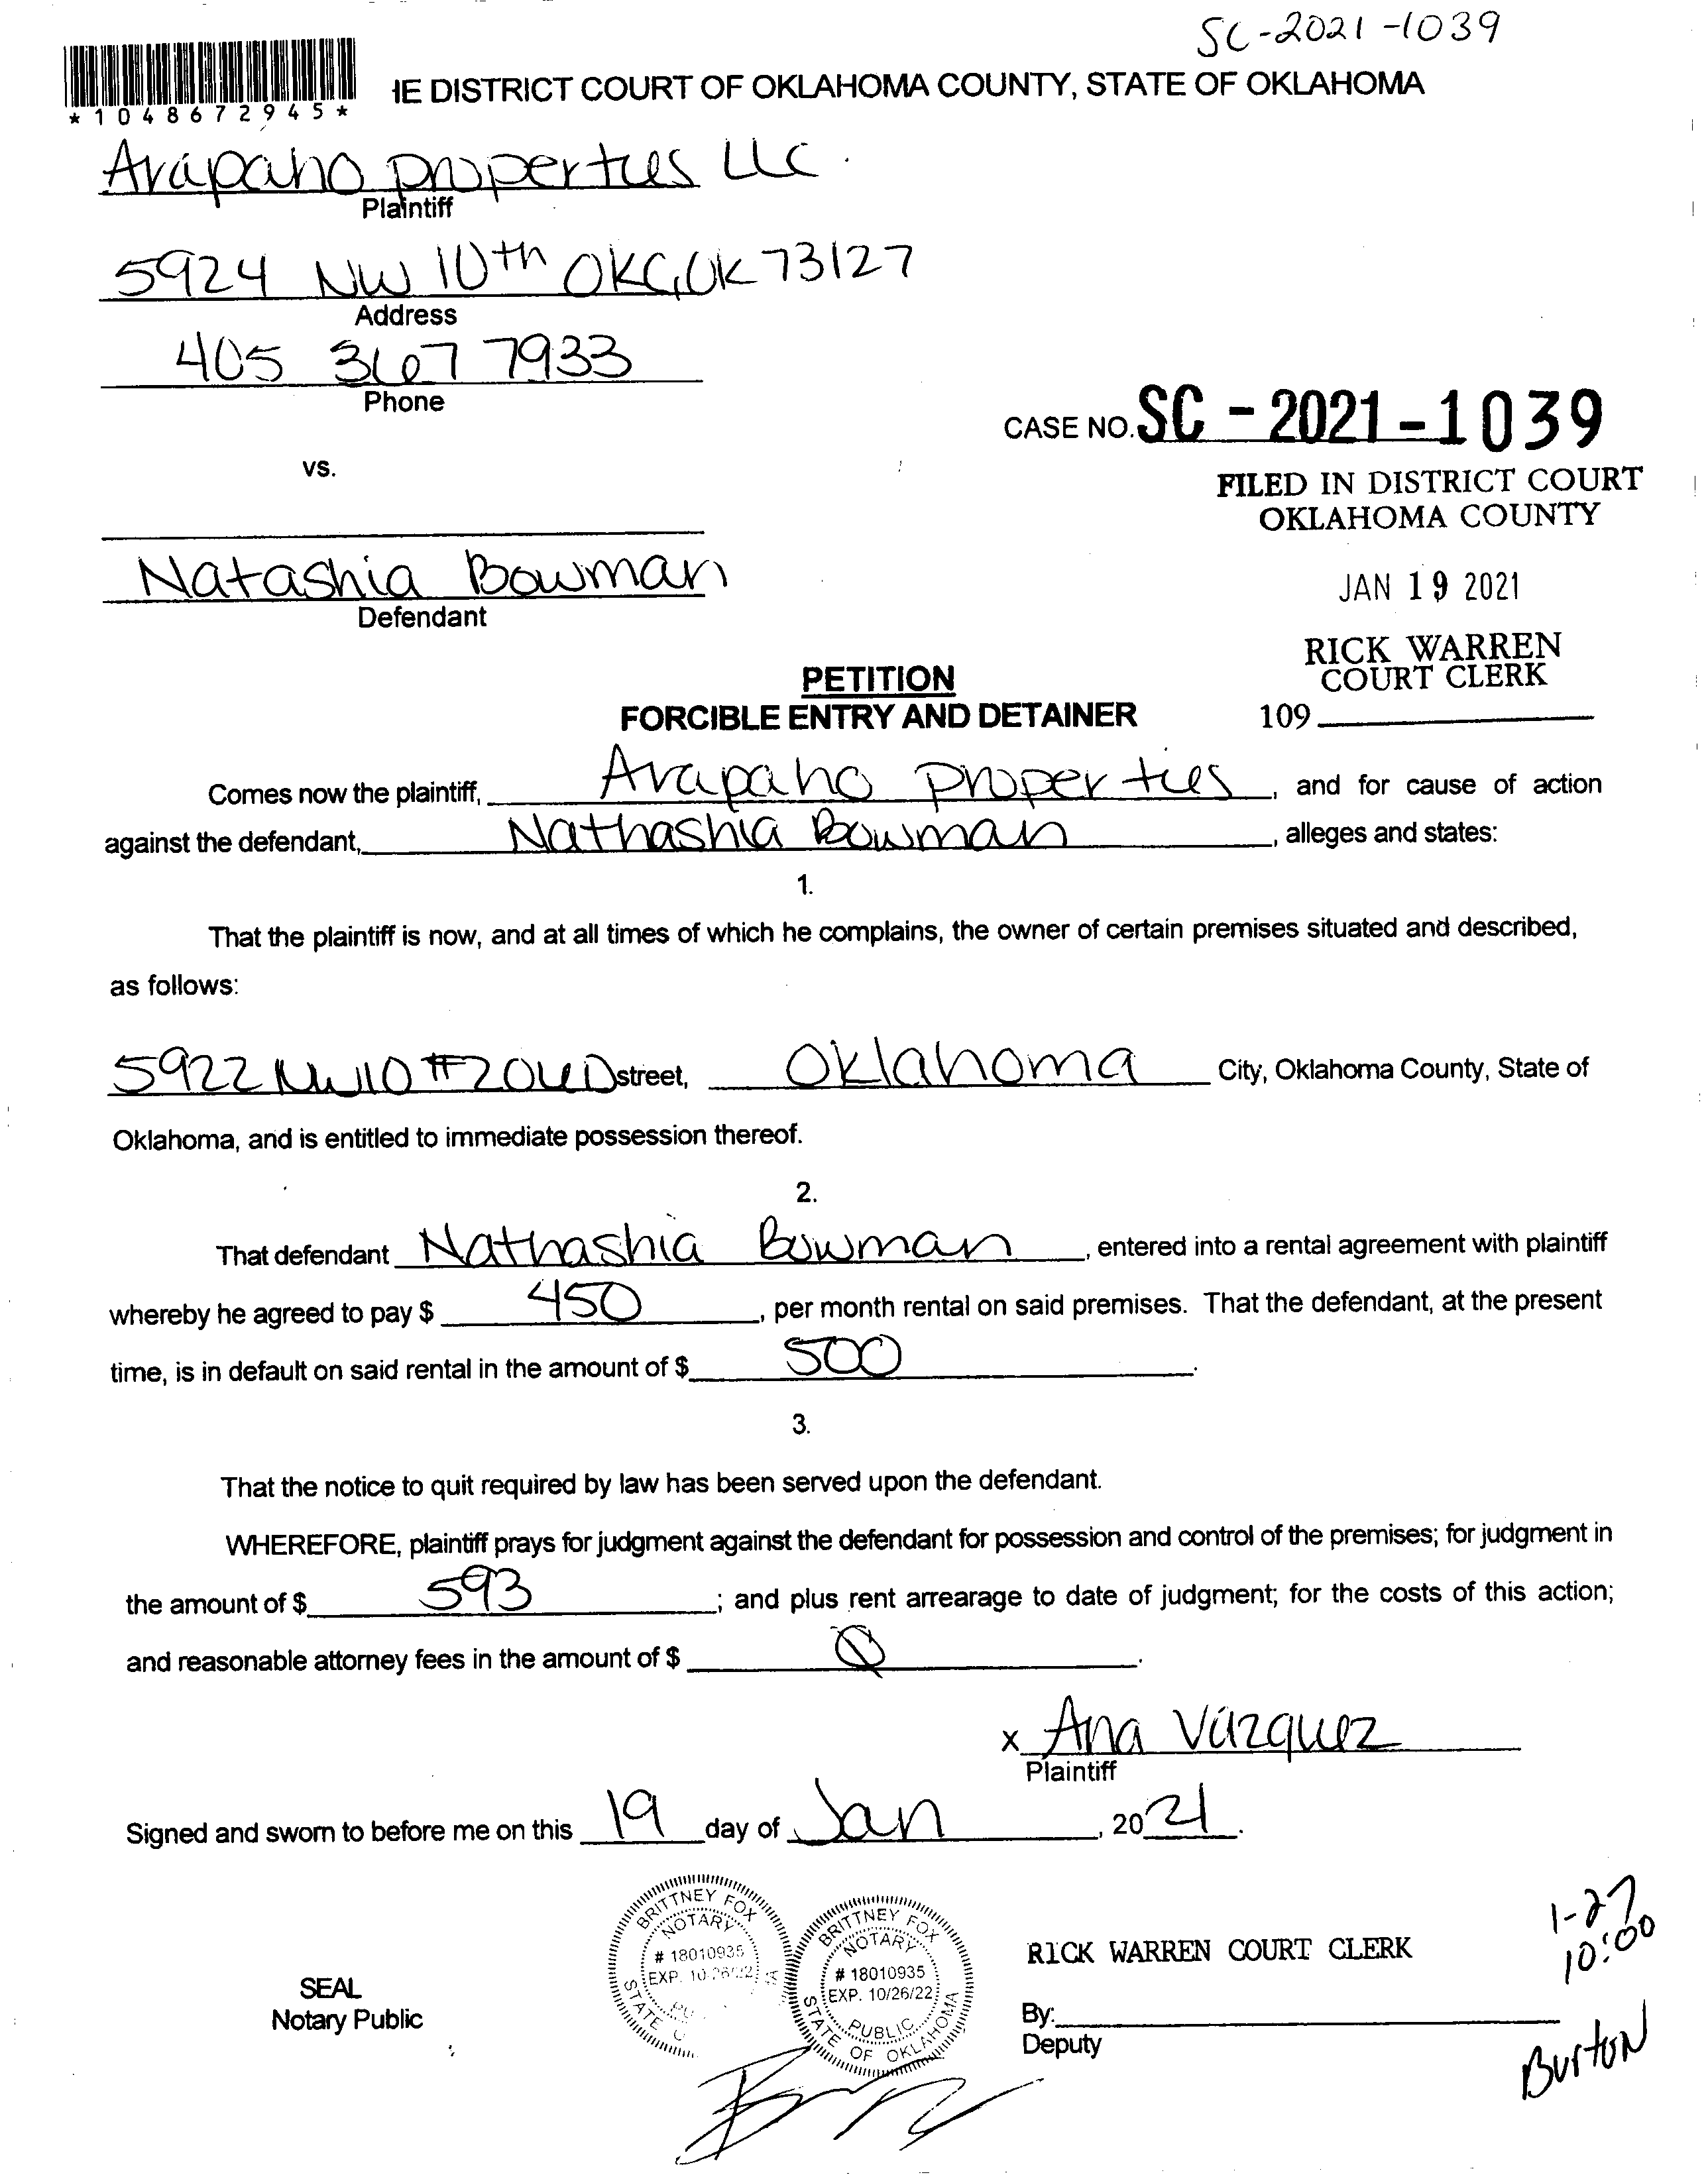 SC-2021-1039
*1048672945*
HE DISTRICT COURT OF OKLAHOMA COUNTY, STATE OF OKLAHOMA
Arapaho properties LLC.
Plaintiff
5924 NW 10th OKC, OK 73127
Address
405 367 7933
Phone
CASE NO. SC-2021-1039
vs.
FILED IN DISTRICT COURT
OKLAHOMA COUNTY
Natashia Bowman
Defendant
JAN 19 2021
RICK WARREN
COURT CLERK
109
PETITION
FORCIBLE ENTRY AND DETAINER
Comes now the plaintiff, Arapaho properties, and for cause of action
against the defendant, Nathashia Bowman, alleges and states:
1.
That the plaintiff is now, and at all times of which he complains, the owner of certain premises situated and described,
as follows:
5922 NW 10 #204D street, Oklahoma City, Oklahoma County, State of
Oklahoma, and is entitled to immediate possession thereof.
2.
That defendant Nathashia Bowman, entered into a rental agreement with plaintiff
whereby he agreed to pay $ 450, per month rental on said premises. That the defendant, at the present
time, is in default on said rental in the amount of $ 500.
3.
That the notice to quit required by law has been served upon the defendant.
WHEREFORE, plaintiff prays for judgment against the defendant for possession and control of the premises; for judgment in
the amount of $ 593; and plus rent arrearage to date of judgment; for the costs of this action;
and reasonable attorney fees in the amount of $ 0.
x Ana Vazquez
Plaintiff
Signed and sworn to before me on this 19 day of Jan, 2021.
BRITTNEY FOX
NOTARY
# 18010935
EXP. 10/26/22
STATE
BRITTNEY FOX
NOTARY
# 18010935
EXP. 10/26/22
PUBLIC
STATE OF OKLAHOMA
SEAL
Notary Public
RICK WARREN COURT CLERK
By:
Deputy
1-27
10:00
Burton